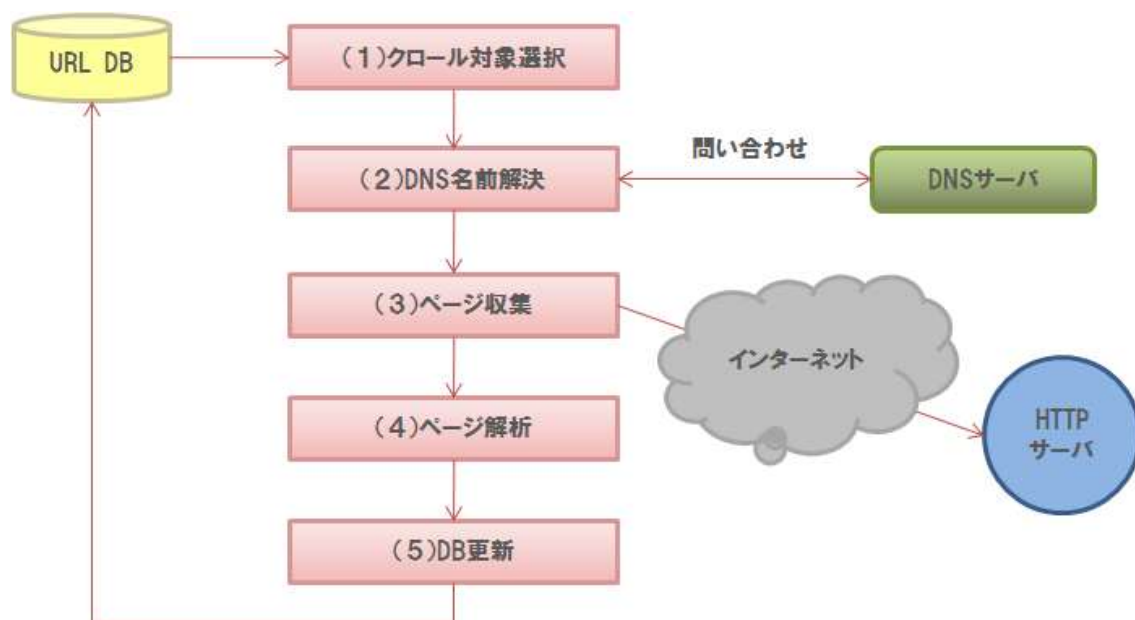 URL DB
(1)クロール対象選択
問い合わせ
(2)DNS名前解決
DNSサーバ
(3)ページ収集
インターネット
HTTP
サーバ
(4)ページ解析
(5)DB更新